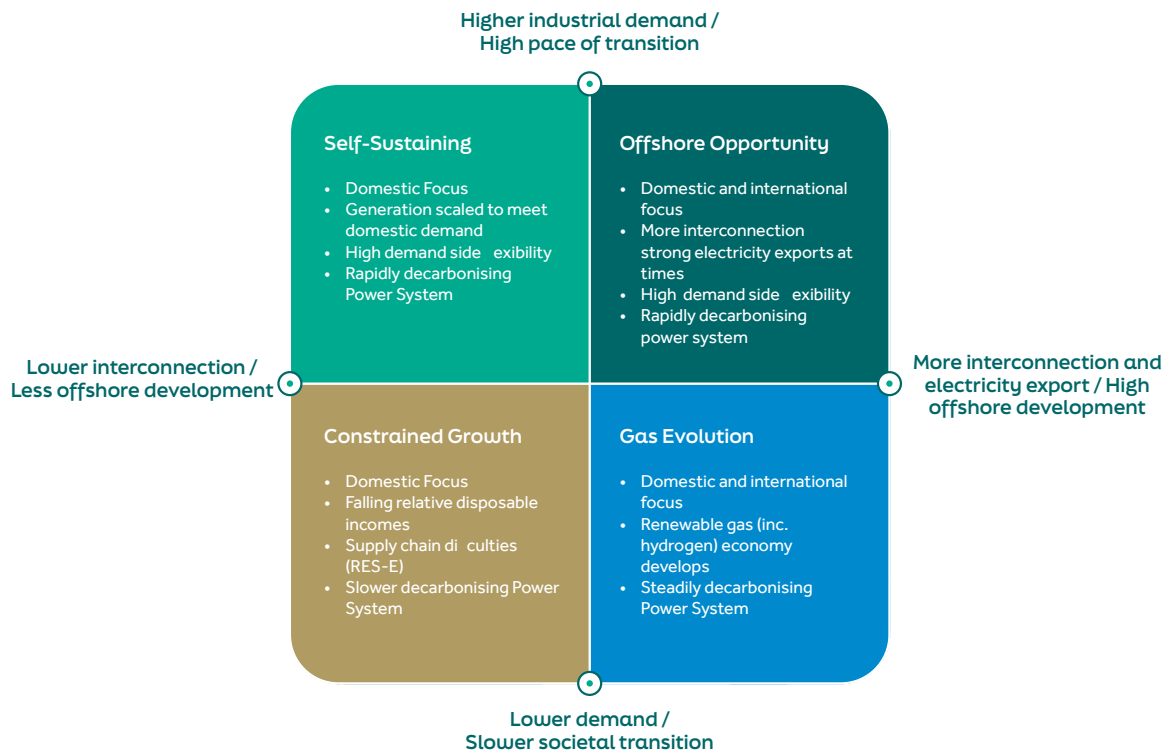 Higher industrial demand /
High pace of transition
Self-Sustaining
• Domestic Focus
• Generation scaled to meet
domestic demand
• High demand side exibility
• Rapidly decarbonising
Power System
Offshore Opportunity
• Domestic and international
focus
• More interconnection
strong electricity exports at
times
• High demand side exibility
• Rapidly decarbonising
power system
Lower interconnection /
Less offshore development
More interconnection and
electricity export / High
offshore development
Constrained Growth
• Domestic Focus
• Falling relative disposable
incomes
• Supply chain di culties
(RES-E)
• Slower decarbonising Power
System
Gas Evolution
• Domestic and international
focus
• Renewable gas (inc.
hydrogen) economy
develops
• Steadily decarbonising
Power System
Lower demand /
Slower societal transition